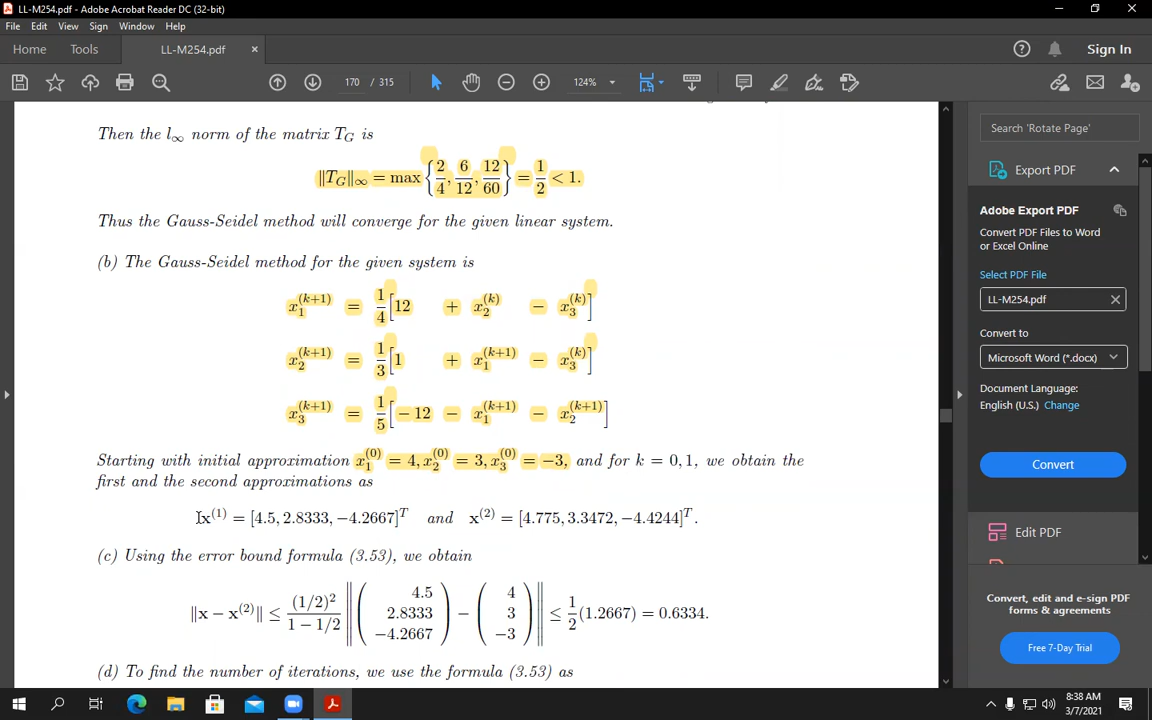 LL-M254.pdf - Adobe Acrobat Reader DC (32-bit)
File Edit View Sign Window Help
Home Tools LL-M254.pdf × Sign In
170 / 315 124%
Then the l∞ norm of the matrix T_G is
‖T_G‖∞ = max {2/4, 6/12, 12/60} = 1/2 < 1.
Thus the Gauss-Seidel method will converge for the given linear system.
(b) The Gauss-Seidel method for the given system is
x₁^(k+1) = 1/4 [12 + x₂^(k) − x₃^(k)]
x₂^(k+1) = 1/3 [1 + x₁^(k+1) − x₃^(k)]
x₃^(k+1) = 1/5 [−12 − x₁^(k+1) − x₂^(k+1)]
Starting with initial approximation x₁^(0) = 4, x₂^(0) = 3, x₃^(0) = −3, and for k = 0, 1, we obtain the
first and the second approximations as
x^(1) = [4.5, 2.8333, −4.2667]^T and x^(2) = [4.775, 3.3472, −4.4244]^T.
(c) Using the error bound formula (3.53), we obtain
‖x − x^(2)‖ ≤ (1/2)²/(1 − 1/2) ‖(4.5 2.8333 −4.2667) − (4 3 −3)‖ ≤ 1/2 (1.2667) = 0.6334.
(d) To find the number of iterations, we use the formula (3.53) as
Search 'Rotate Page'
Export PDF
Adobe Export PDF
Convert PDF Files to Word
or Excel Online
Select PDF File
LL-M254.pdf
Convert to
Microsoft Word (*.docx)
Document Language:
English (U.S.) Change
Convert
Edit PDF
Convert, edit and e-sign PDF
forms & agreements
Free 7-Day Trial
8:38 AM
3/7/2021